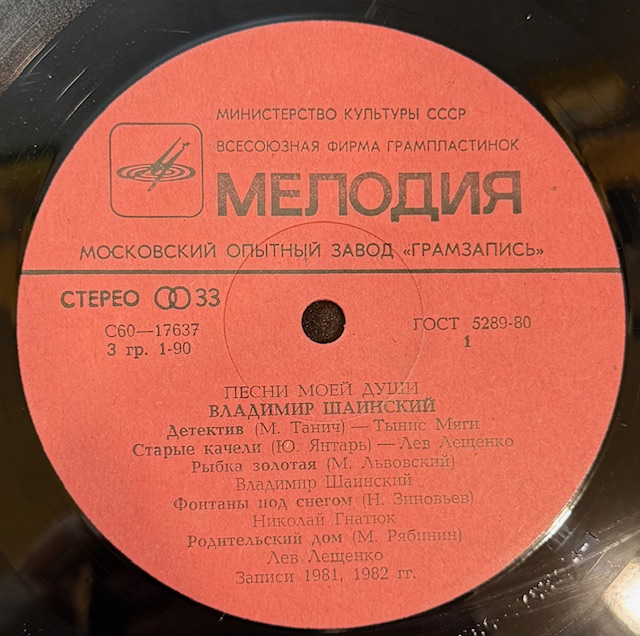 МИНИСТЕРСТВО КУЛЬТУРЫ СССР
ВСЕСОЮЗНАЯ ФИРМА ГРАМПЛАСТИНОК
МЕЛОДИЯ
МОСКОВСКИЙ ОПЫТНЫЙ ЗАВОД «ГРАМЗАПИСЬ»
СТЕРЕО 33
С60—17637
ГОСТ 5289-80
3 гр. 1-90
1
ПЕСНИ МОЕЙ ДУШИ
ВЛАДИМИР ШАИНСКИЙ
Детектив (М. Танич) — Тынис Мяги
Старые качели (Ю. Янтарь) — Лев Лещенко
Рыбка золотая (М. Львовский)
Владимир Шаинский
Фонтаны под снегом (Н. Зиновьев)
Николай Гнатюк
Родительский дом (М. Рябинин)
Лев Лещенко
Записи 1981, 1982 гг.